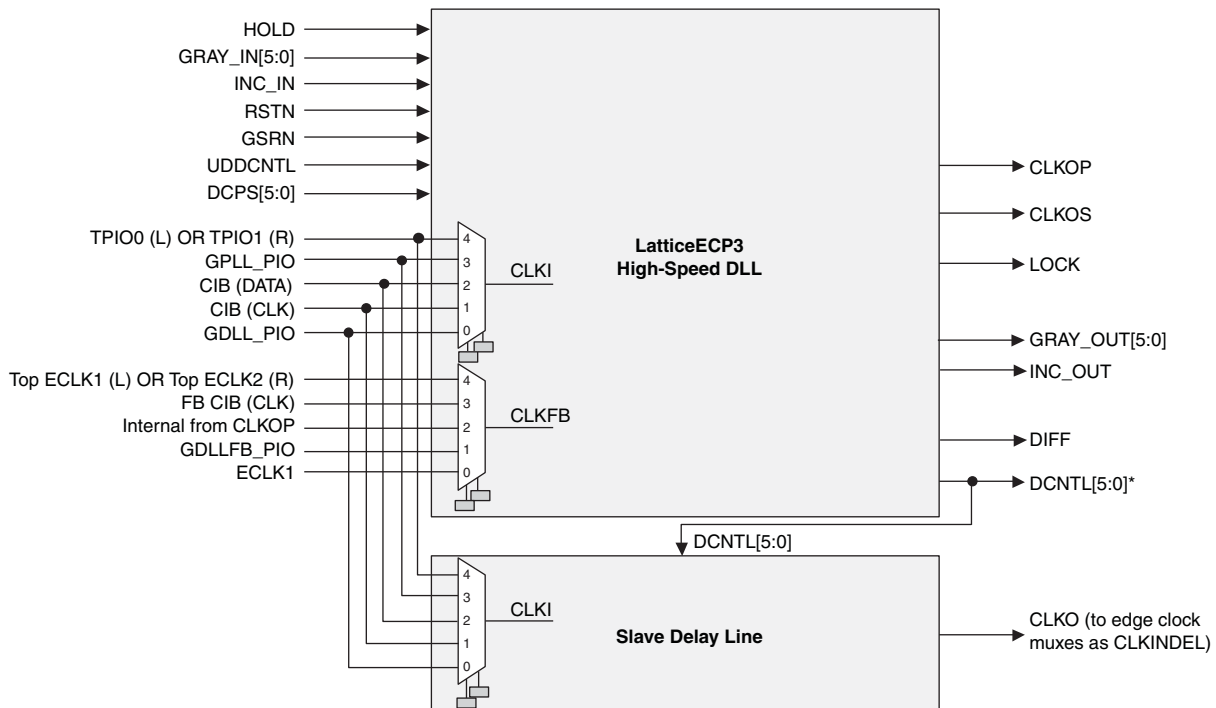 HOLD
GRAY_IN[5:0]
INC_IN
RSTN
GSRN
UDDCNTL
DCPS[5:0]
TPIO0 (L) OR TPIO1 (R)
GPLL_PIO
CIB (DATA)
CIB (CLK)
GDLL_PIO
4
3
2
1
0
CLKI
Top ECLK1 (L) OR Top ECLK2 (R)
FB CIB (CLK)
Internal from CLKOP
GDLLFB_PIO
ECLK1
4
3
2
1
0
CLKFB
LatticeECP3
High-Speed DLL
CLKOP
CLKOS
LOCK
GRAY_OUT[5:0]
INC_OUT
DIFF
DCNTL[5:0]*
DCNTL[5:0]
4
3
2
1
0
CLKI
Slave Delay Line
CLKO (to edge clock
muxes as CLKINDEL)